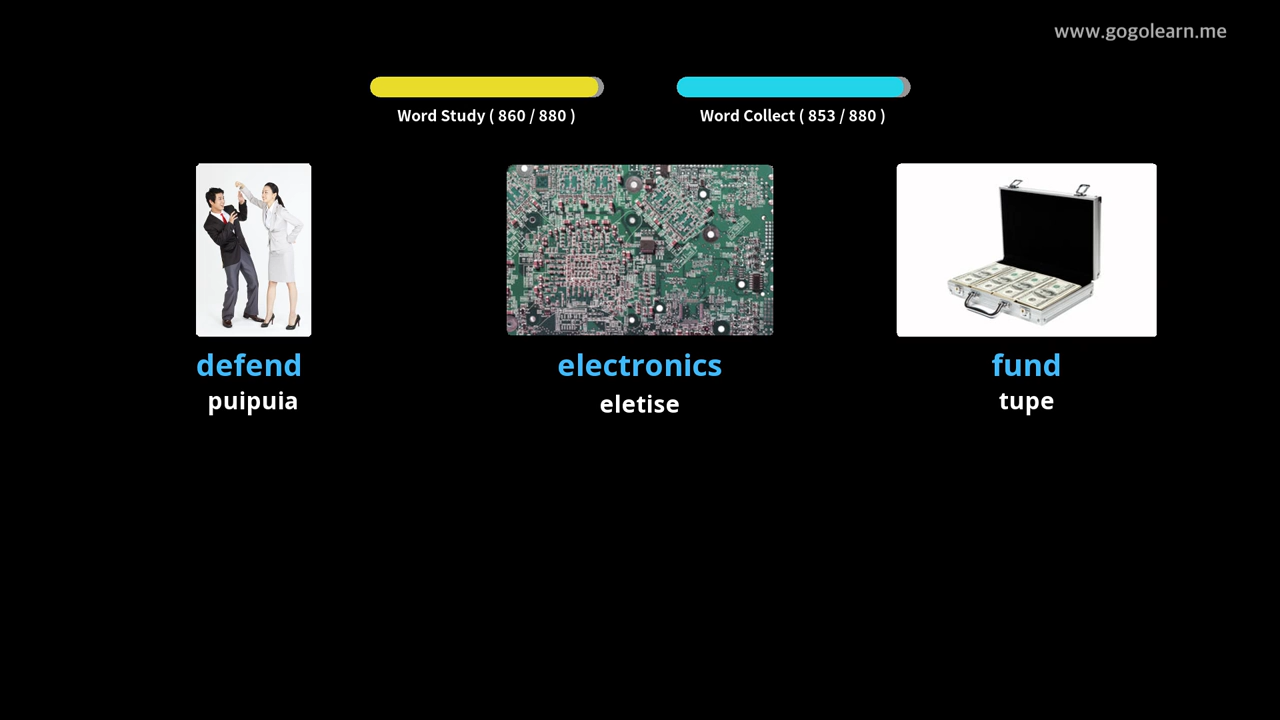 www.gogolearn.me
Word Study ( 860 / 880 )
Word Collect ( 853 / 880 )
defend
puipuia
electronics
eletise
fund
tupe